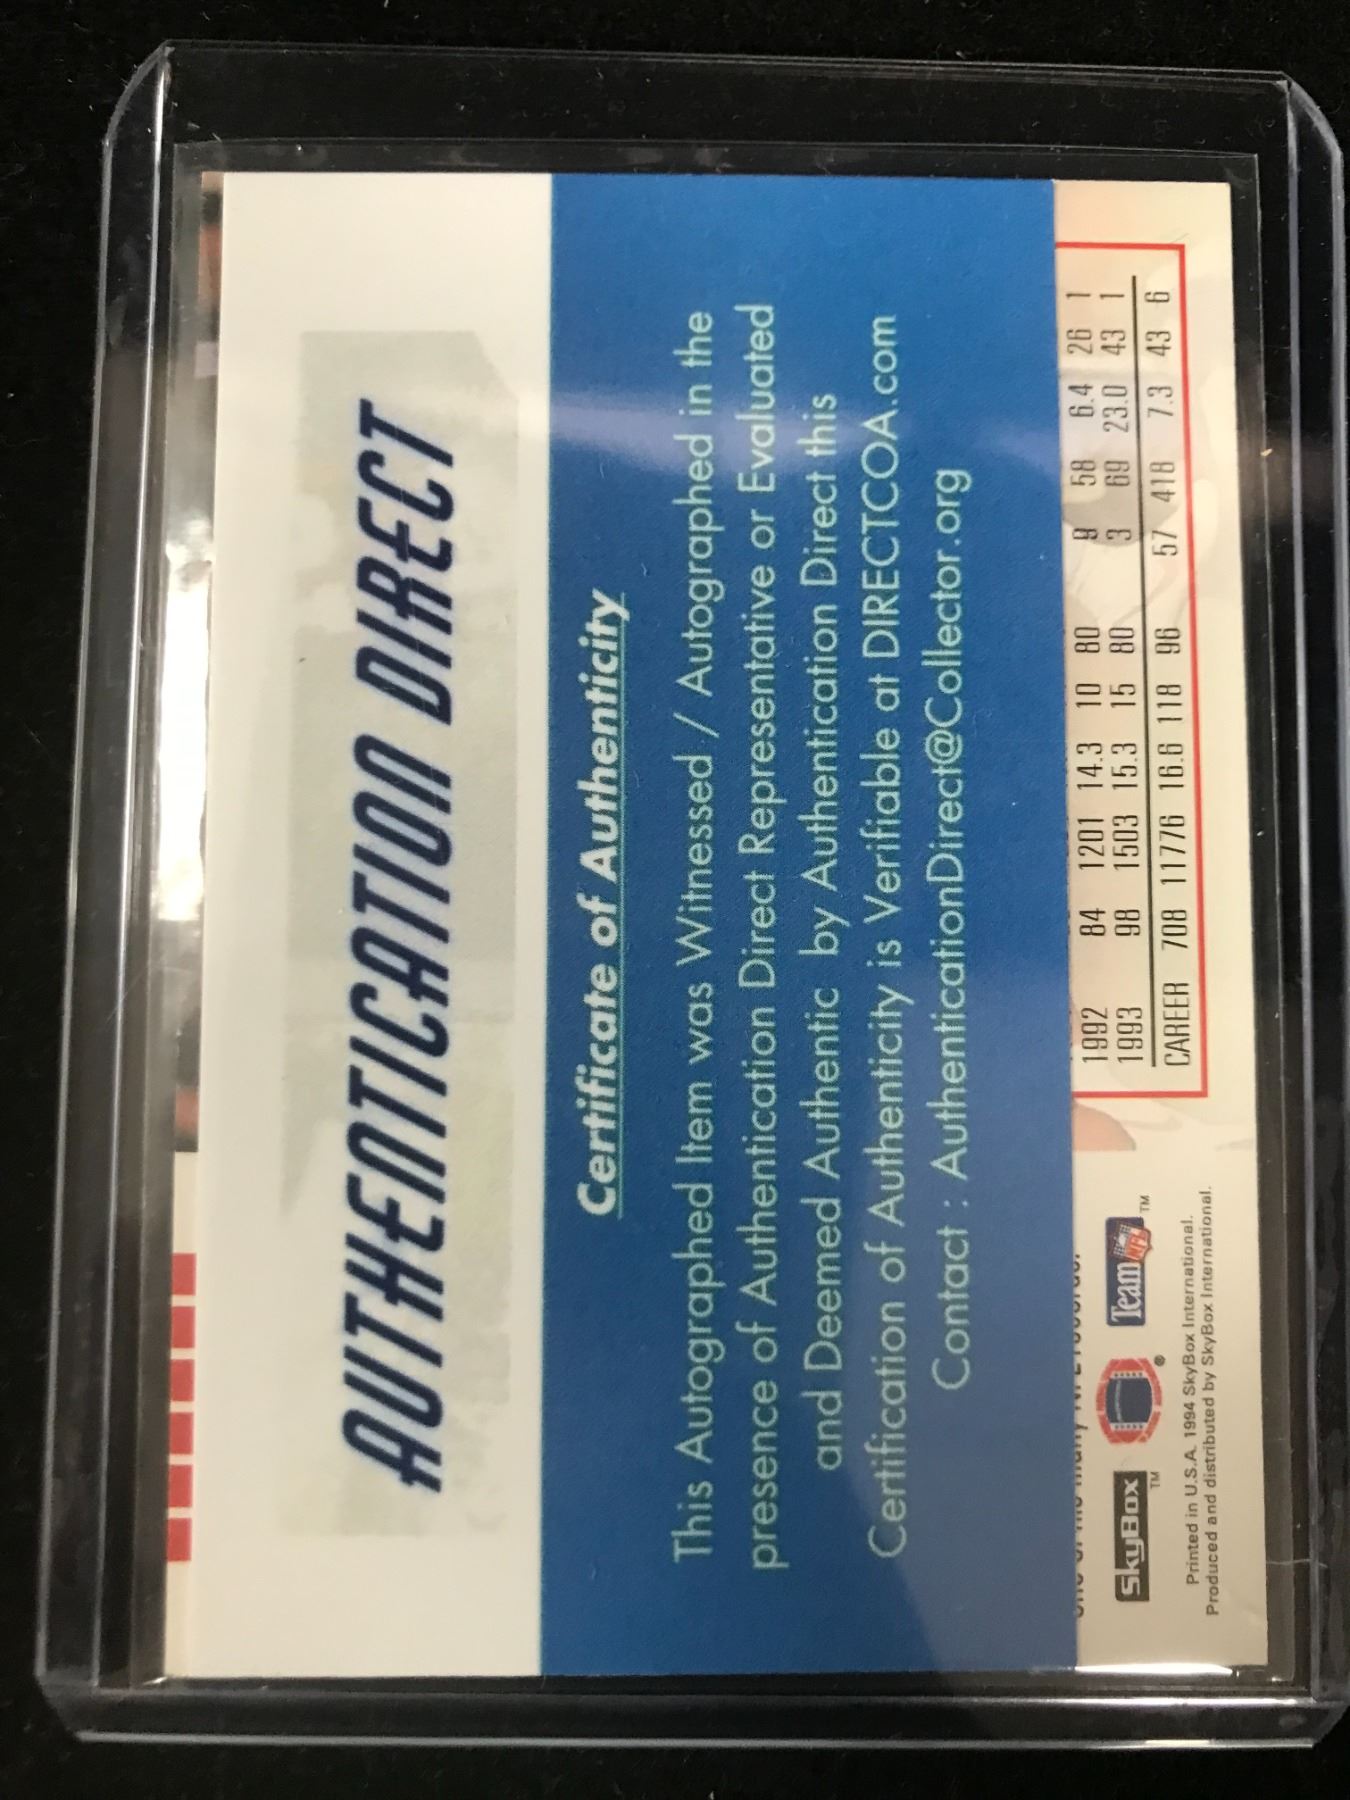 AUTHENTICATION DIRECT
Certificate of Authenticity
This Autographed Item was Witnessed / Autographed in the
presence of Authentication Direct Representative or Evaluated
and Deemed Authentic by Authentication Direct this
Certification of Authenticity is Verifiable at DIRECTCOA.com
Contact : AuthenticationDirect@Collector.org
1992 84 1201 14.3 10 80 9 58 6.4 26 1
1993 98 1503 15.3 15 80 3 69 23.0 43 1
CAREER 708 11776 16.6 118 96 57 418 7.3 43 6
SkyBox TM
®
Team NFL TM
Printed in U.S.A. 1994 SkyBox International.
Produced and distributed by SkyBox International.